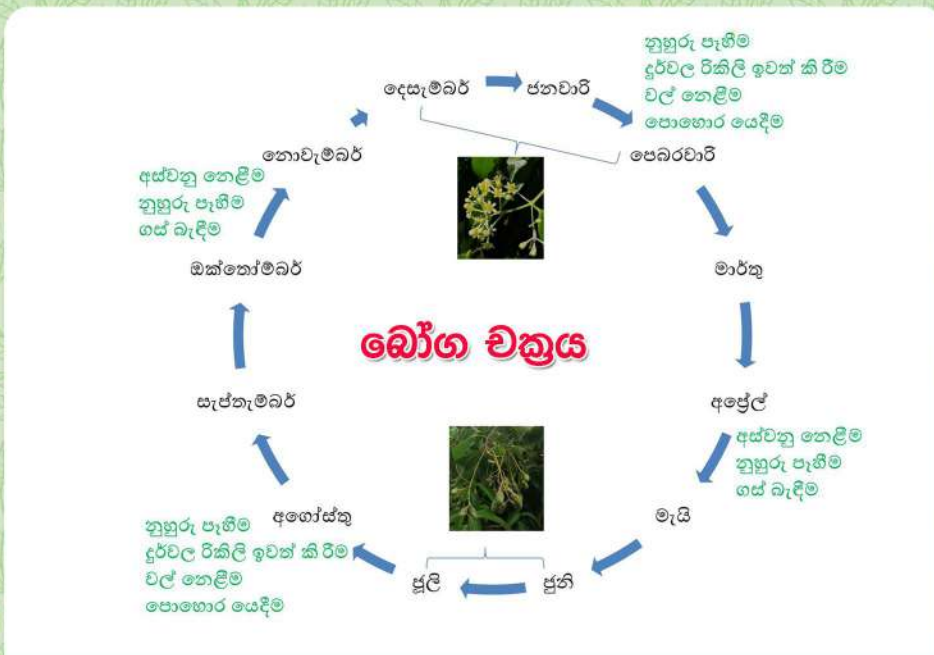 නුහුරු පෑහීම
දුර්වල රිකිලි ඉවත් කි රීම
වල් නෙළීම
පොහොර යෙදීම
දෙසැම්බර්
ජනවාරි
නොවැම්බර්
පෙබරවාරි
අස්වනු නෙළීම
නුහුරු පෑහීම
ගස් බැඳීම
ඔක්තෝම්බර්
මාර්තු
බෝග චක්‍රය
සැප්තැම්බර්
අප්‍රේල්
අස්වනු නෙළීම
නුහුරු පෑහීම
ගස් බැඳීම
අගෝස්තු
මැයි
නුහුරු පෑහීම
දුර්වල රිකිලි ඉවත් කි රීම
වල් නෙළීම
පොහොර යෙදීම
ජූලි
ජුනි